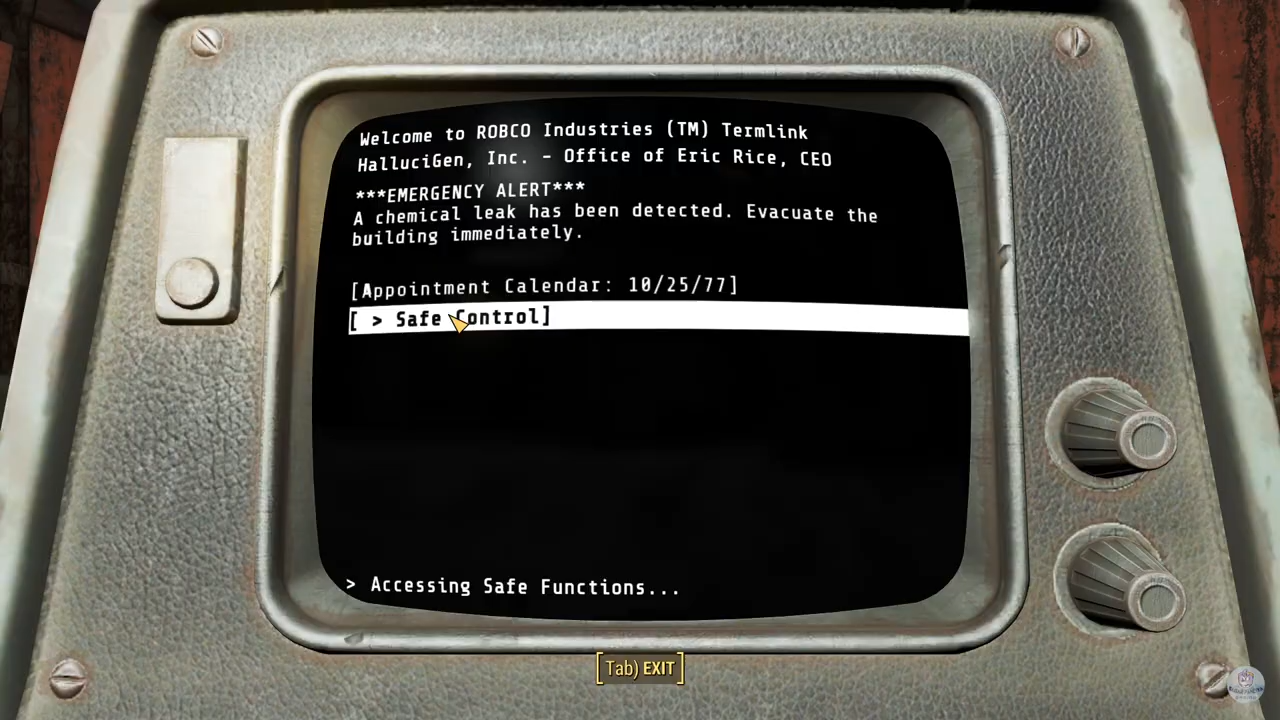 Welcome to ROBCO Industries (TM) Termlink
HalluciGen, Inc. - Office of Eric Rice, CEO
***EMERGENCY ALERT***
A chemical leak has been detected. Evacuate the
building immediately.
[Appointment Calendar: 10/25/77]
[ > Safe Control]
> Accessing Safe Functions...
[Tab) EXIT]